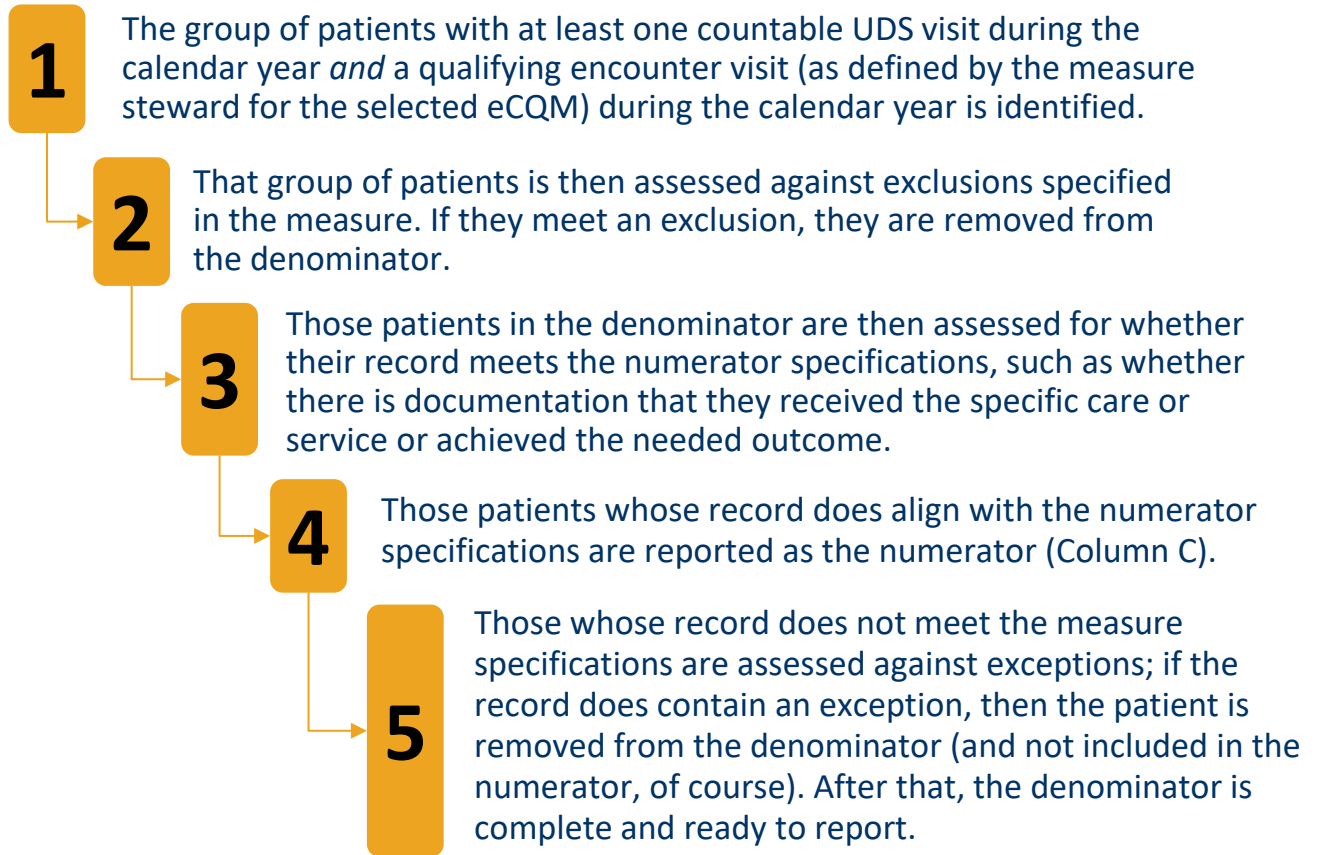 1
The group of patients with at least one countable UDS visit during the
calendar year and a qualifying encounter visit (as defined by the measure
steward for the selected eCQM) during the calendar year is identified.
2
That group of patients is then assessed against exclusions specified
in the measure. If they meet an exclusion, they are removed from
the denominator.
3
Those patients in the denominator are then assessed for whether
their record meets the numerator specifications, such as whether
there is documentation that they received the specific care or
service or achieved the needed outcome.
4
Those patients whose record does align with the numerator
specifications are reported as the numerator (Column C).
5
Those whose record does not meet the measure
specifications are assessed against exceptions; if the
record does contain an exception, then the patient is
removed from the denominator (and not included in the
numerator, of course). After that, the denominator is
complete and ready to report.